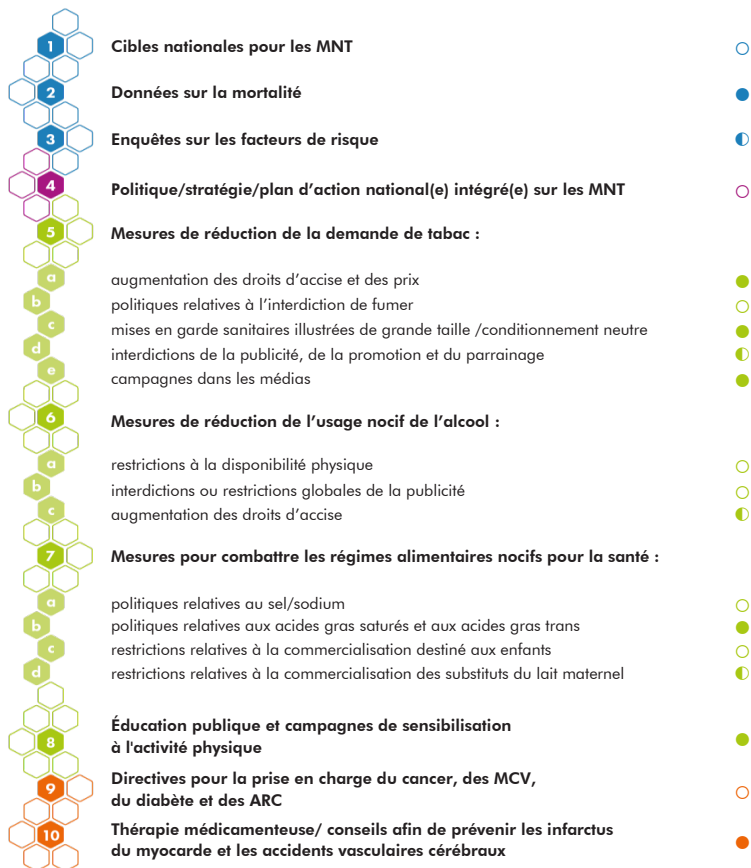 1 Cibles nationales pour les MNT
2 Données sur la mortalité
3 Enquêtes sur les facteurs de risque
4 Politique/stratégie/plan d’action national(e) intégré(e) sur les MNT
5 Mesures de réduction de la demande de tabac :
a augmentation des droits d’accise et des prix
b politiques relatives à l’interdiction de fumer
c mises en garde sanitaires illustrées de grande taille /conditionnement neutre
d interdictions de la publicité, de la promotion et du parrainage
e campagnes dans les médias
6 Mesures de réduction de l’usage nocif de l’alcool :
a restrictions à la disponibilité physique
b interdictions ou restrictions globales de la publicité
c augmentation des droits d’accise
7 Mesures pour combattre les régimes alimentaires nocifs pour la santé :
a politiques relatives au sel/sodium
b politiques relatives aux acides gras saturés et aux acides gras trans
c restrictions relatives à la commercialisation destiné aux enfants
d restrictions relatives à la commercialisation des substituts du lait maternel
8 Éducation publique et campagnes de sensibilisation
à l'activité physique
9 Directives pour la prise en charge du cancer, des MCV,
du diabète et des ARC
10 Thérapie médicamenteuse/ conseils afin de prévenir les infarctus
du myocarde et les accidents vasculaires cérébraux